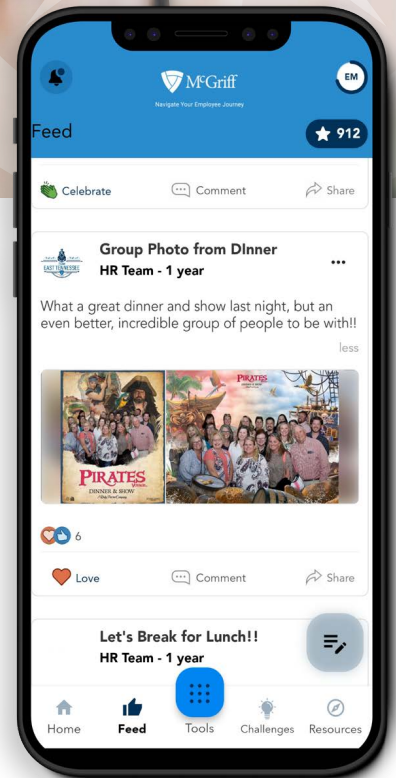 McGriff
Navigate Your Employee Journey
EM
Feed
912
Celebrate
Comment
Share
EAST TENNESSEE
Group Photo from DInner
HR Team - 1 year
What a great dinner and show last night, but an
even better, incredible group of people to be with!!
less
PIRATES
PIRATES
VOYAGE
DINNER & SHOW
6
Love
Comment
Share
Let's Break for Lunch!!
HR Team - 1 year
Home
Feed
Tools
Challenges
Resources